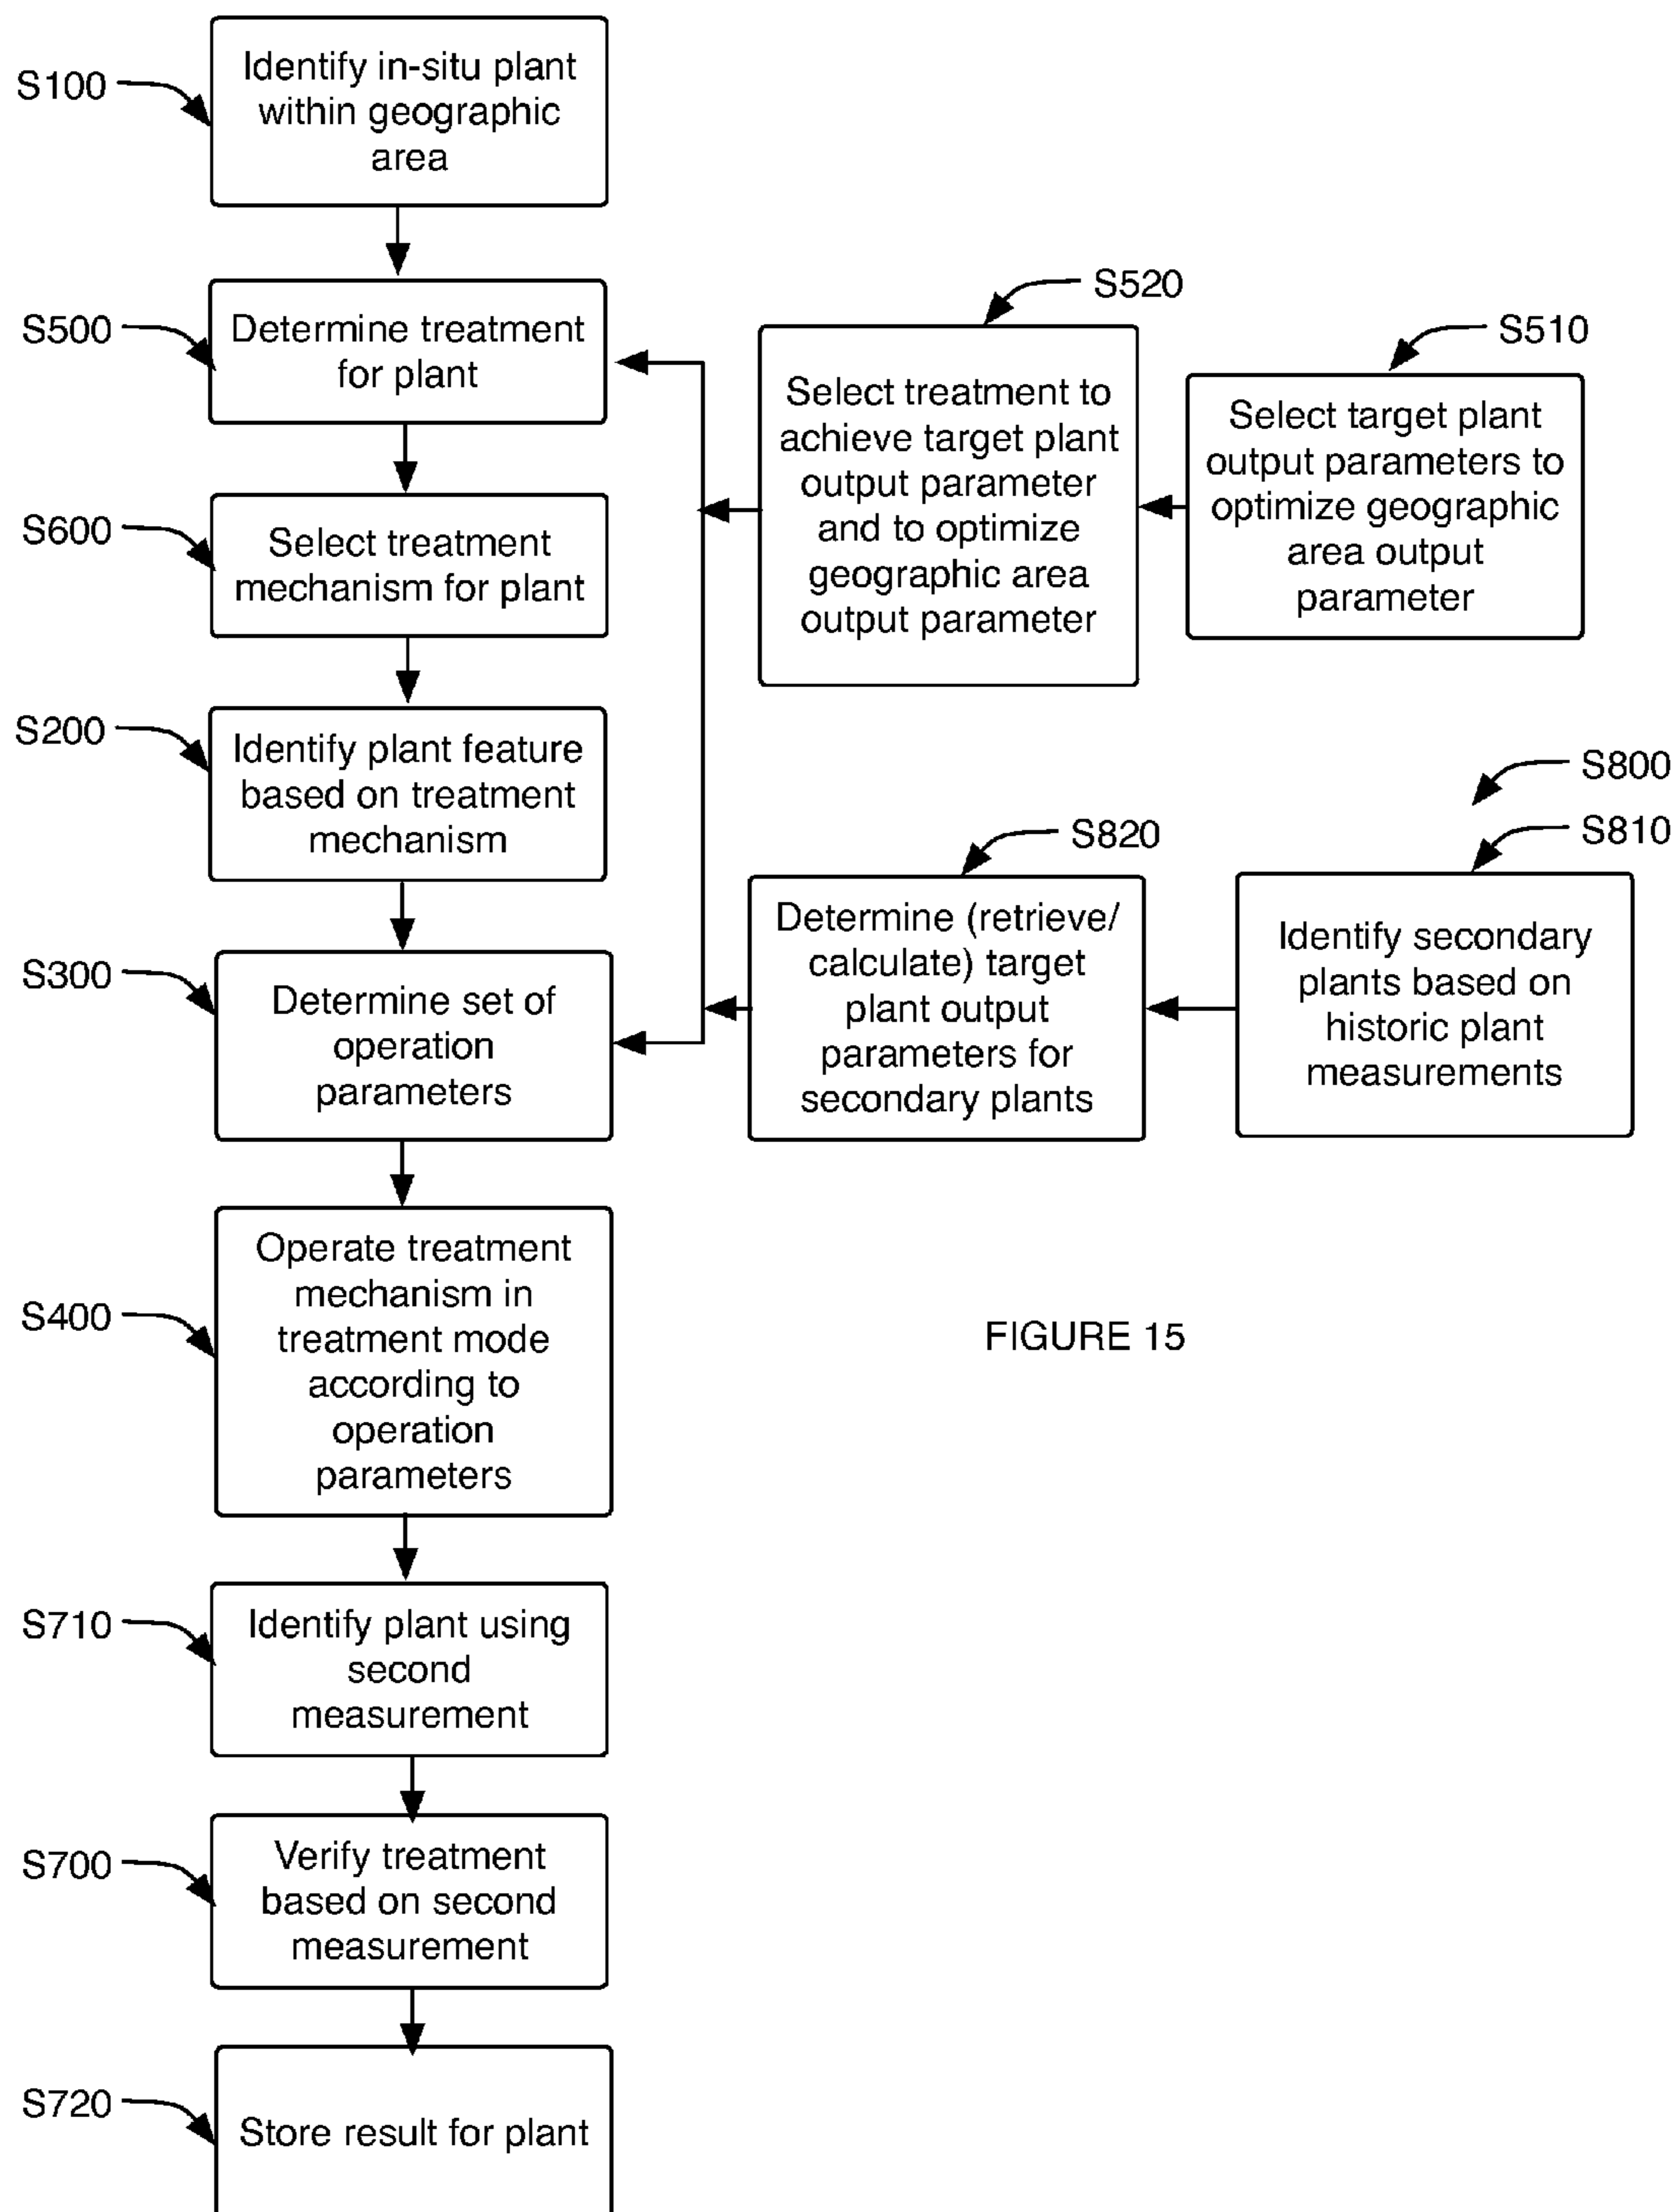 S100
Identify in-situ plant
within geographic
area
S500
Determine treatment
for plant
S520
Select treatment to
achieve target plant
output parameter
and to optimize
geographic area
output parameter
S510
Select target plant
output parameters to
optimize geographic
area output
parameter
S600
Select treatment
mechanism for plant
S200
Identify plant feature
based on treatment
mechanism
S800
S810
Identify secondary
plants based on
historic plant
measurements
S820
Determine (retrieve/
calculate) target
plant output
parameters for
secondary plants
S300
Determine set of
operation
parameters
S400
Operate treatment
mechanism in
treatment mode
according to
operation
parameters
FIGURE 15
S710
Identify plant using
second
measurement
S700
Verify treatment
based on second
measurement
S720
Store result for plant